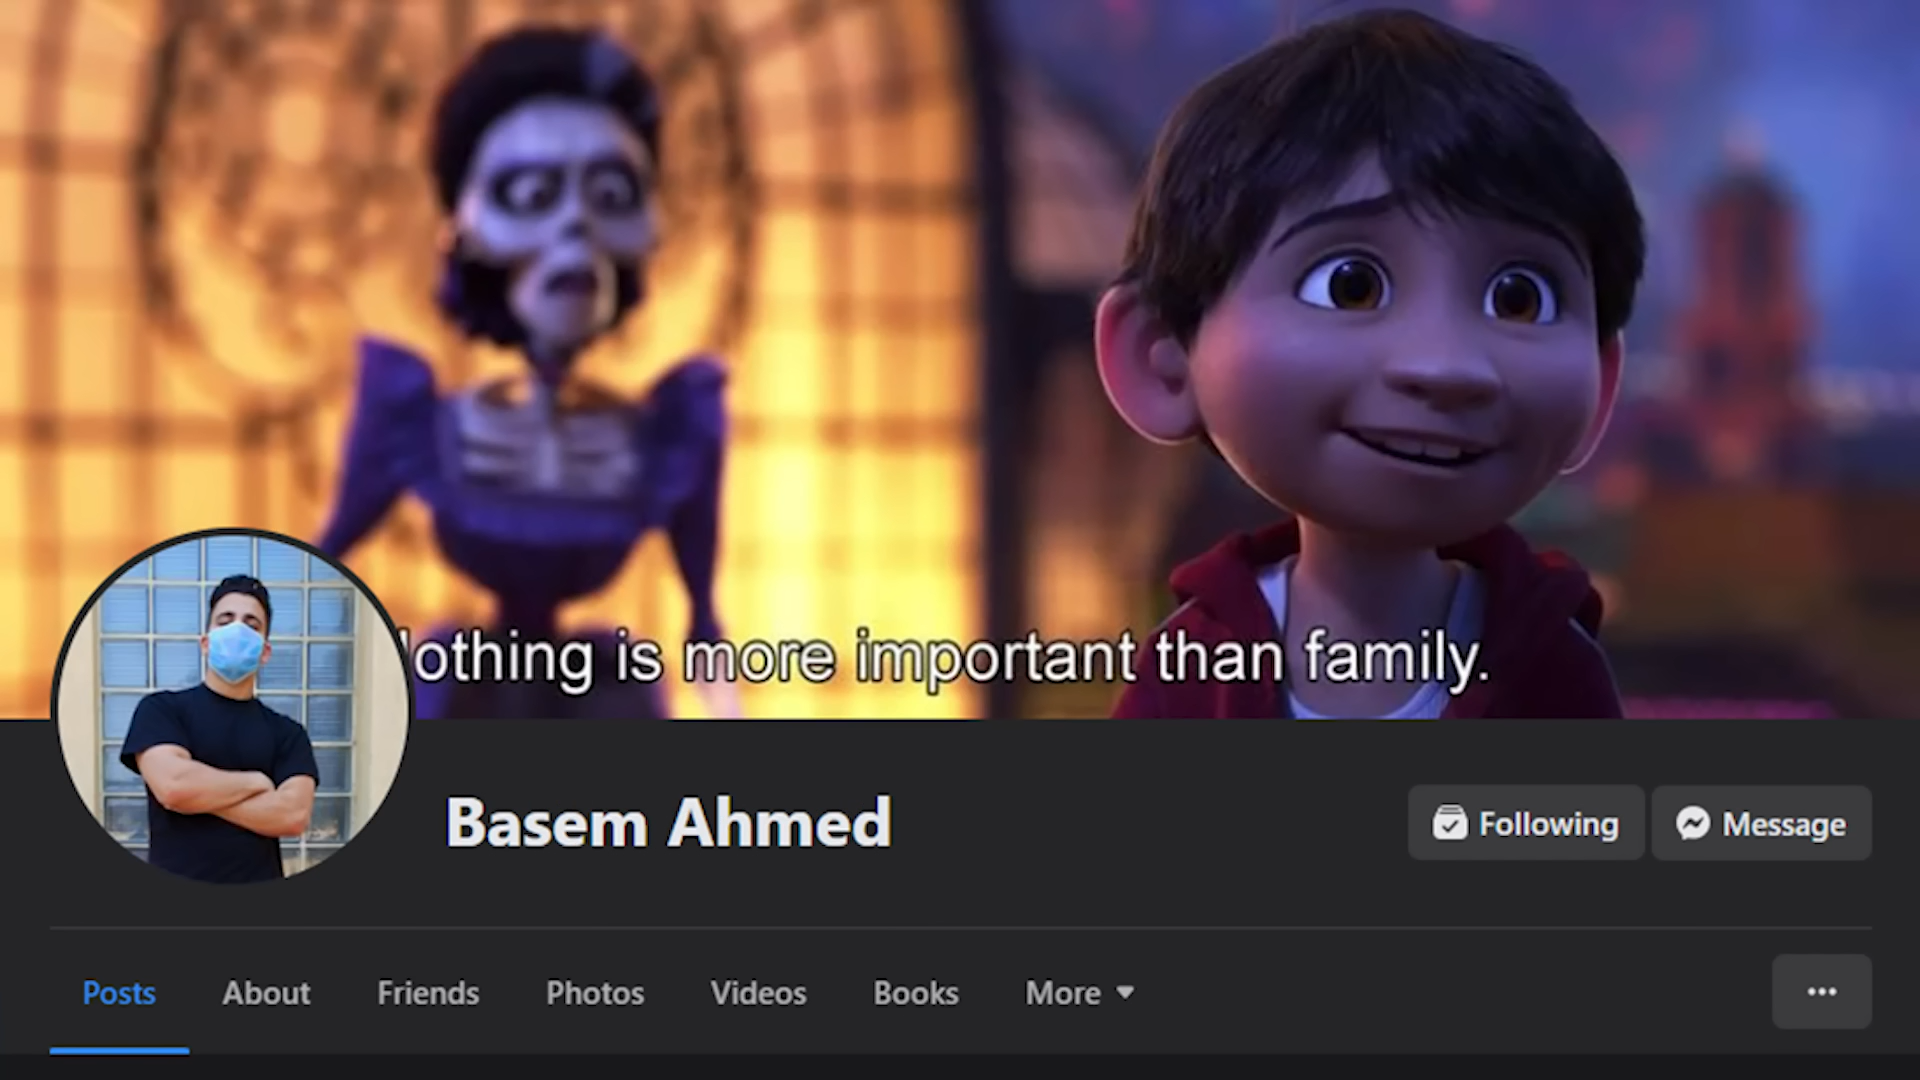 othing is more important than family.
Basem Ahmed
Following
Message
Posts
About
Friends
Photos
Videos
Books
More